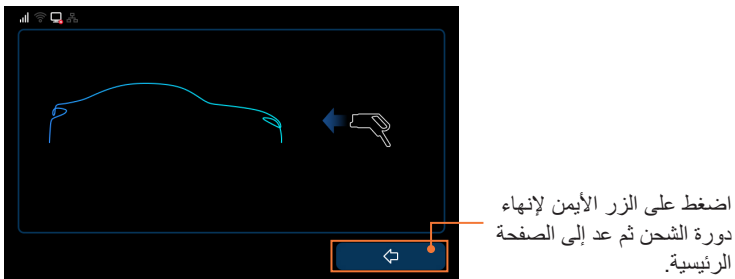 اضغط على الزر الأيمن لإنهاء
دورة الشحن ثم عد إلى الصفحة
الرئيسية.